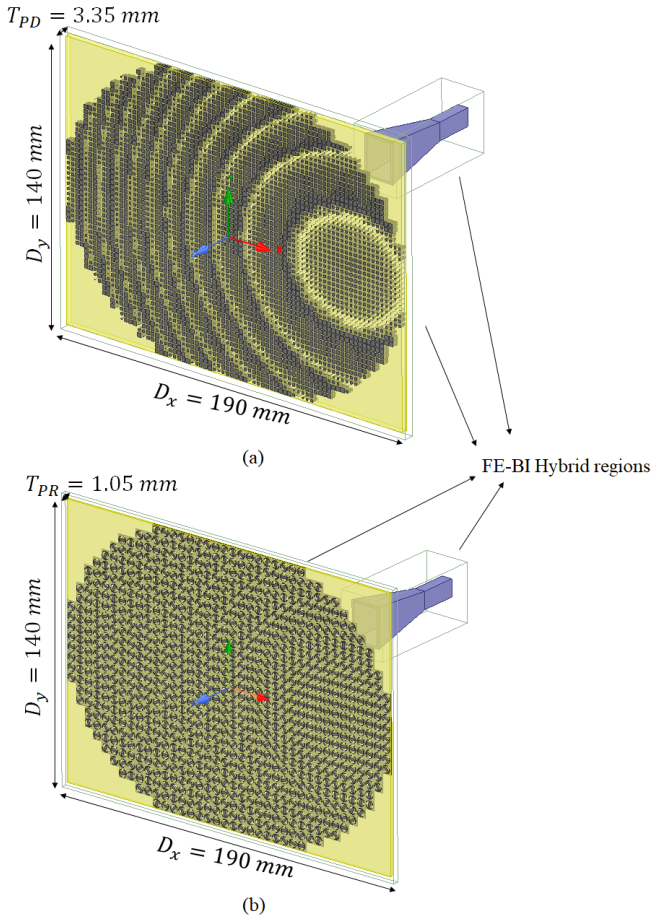 T_PD = 3.35 mm
D_y = 140 mm
D_x = 190 mm
(a)
FE-BI Hybrid regions
T_PR = 1.05 mm
D_y = 140 mm
D_x = 190 mm
(b)